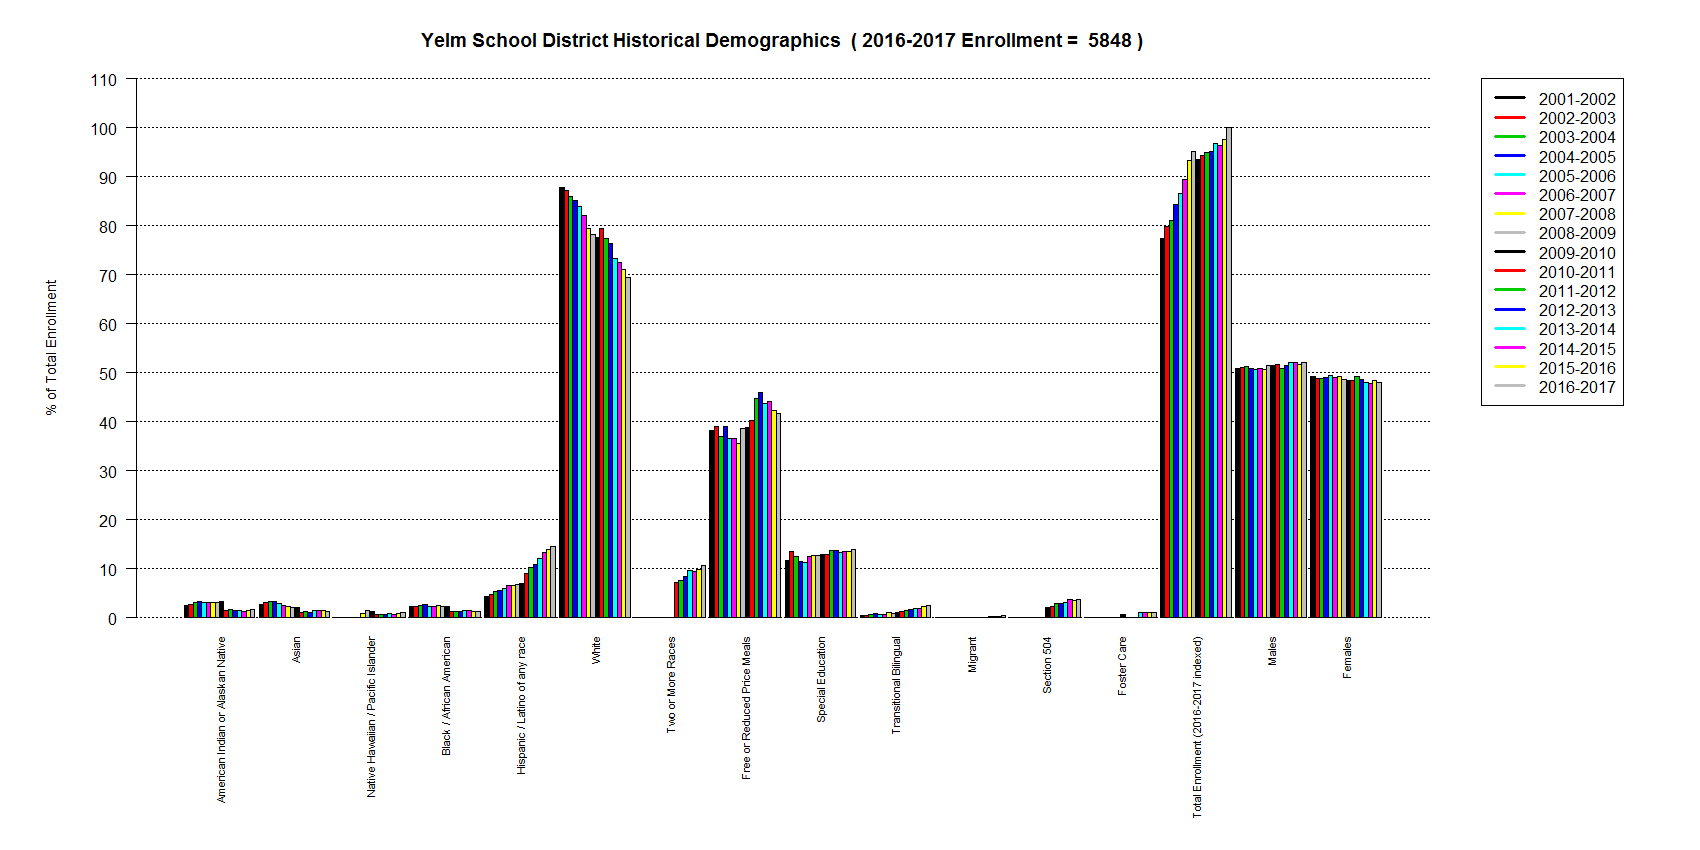 Yelm School District Historical Demographics ( 2016-2017 Enrollment = 5848 )
% of Total Enrollment
110
100
90
80
70
60
50
40
30
20
10
0
American Indian or Alaskan Native
Asian
Native Hawaiian / Pacific Islander
Black / African American
Hispanic / Latino of any race
White
Two or More Races
Free or Reduced Price Meals
Special Education
Transitional Bilingual
Migrant
Section 504
Foster Care
Total Enrollment (2016-2017 indexed)
Males
Females
2001-2002
2002-2003
2003-2004
2004-2005
2005-2006
2006-2007
2007-2008
2008-2009
2009-2010
2010-2011
2011-2012
2012-2013
2013-2014
2014-2015
2015-2016
2016-2017